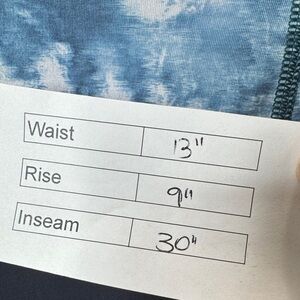 Waist 13"
Rise 9"
Inseam 30"